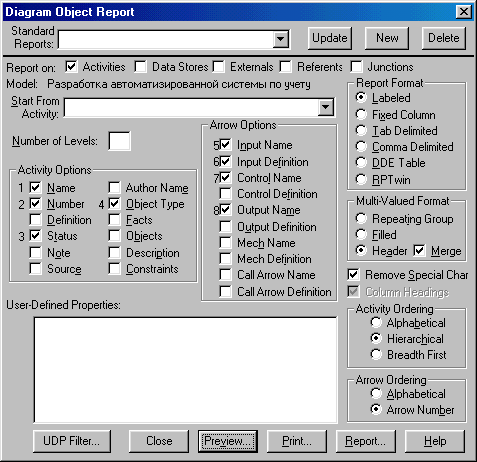 Diagram Object Report
Standard Reports:
Update New Delete
Report on: Activities Data Stores Externals Referents Junctions
Model: Разработка автоматизированной системы по учету
Start From Activity:
Number of Levels:
Activity Options
1 Name Author Name
2 Number 4 Object Type
Definition Facts
3 Status Objects
Note Description
Source Constraints
Arrow Options
5 Input Name
6 Input Definition
7 Control Name
Control Definition
8 Output Name
Output Definition
Mech Name
Mech Definition
Call Arrow Name
Call Arrow Definition
Report Format
Labeled
Fixed Column
Tab Delimited
Comma Delimited
DDE Table
RPTwin
Multi-Valued Format
Repeating Group
Filled
Header Merge
Remove Special Char
Column Headings
User-Defined Properties:
Activity Ordering
Alphabetical
Hierarchical
Breadth First
Arrow Ordering
Alphabetical
Arrow Number
UDP Filter... Close Preview... Print... Report... Help